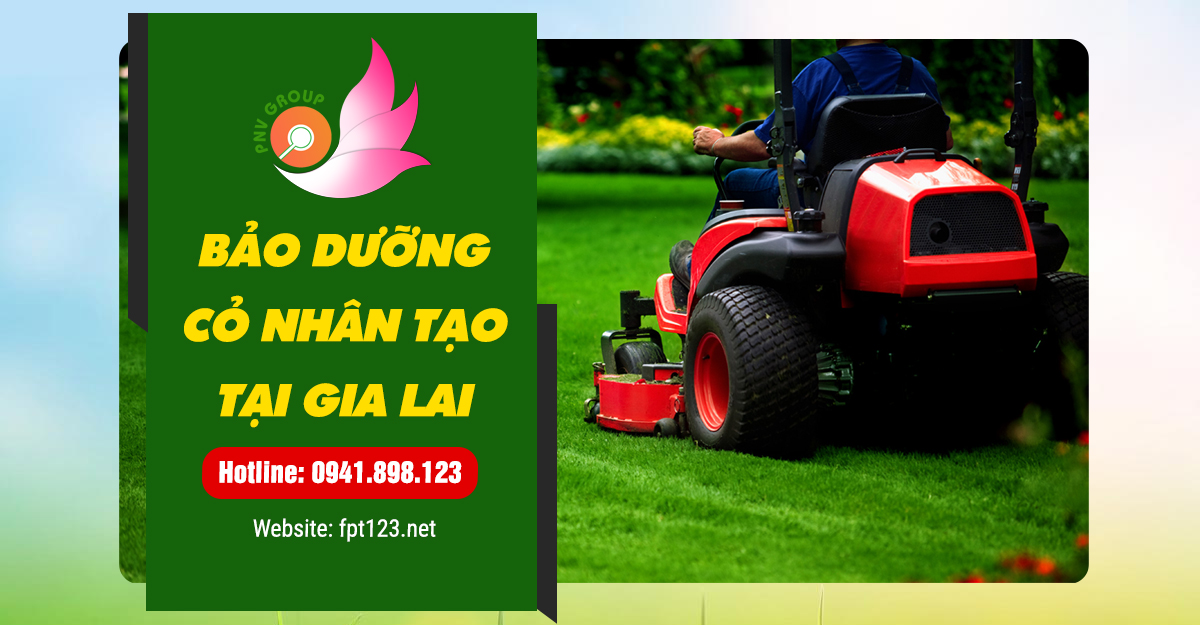 PNV GROUP
BẢO DƯỠNG
CỎ NHÂN TẠO
TẠI GIA LAI
Hotline: 0941.898.123
Website: fpt123.net